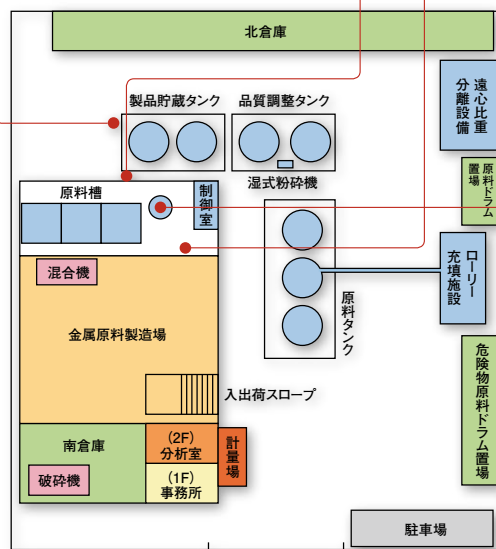 北倉庫
製品貯蔵タンク
品質調整タンク
遠心比重
分離設備
湿式粉砕機
原料槽
制御室
原料ドラム
置場
混合機
ローリー
充填施設
金属原料製造場
原料タンク
入出荷スロープ
危険物原料ドラム置場
南倉庫
(2F)
分析室
計量場
破砕機
(1F)
事務所
駐車場